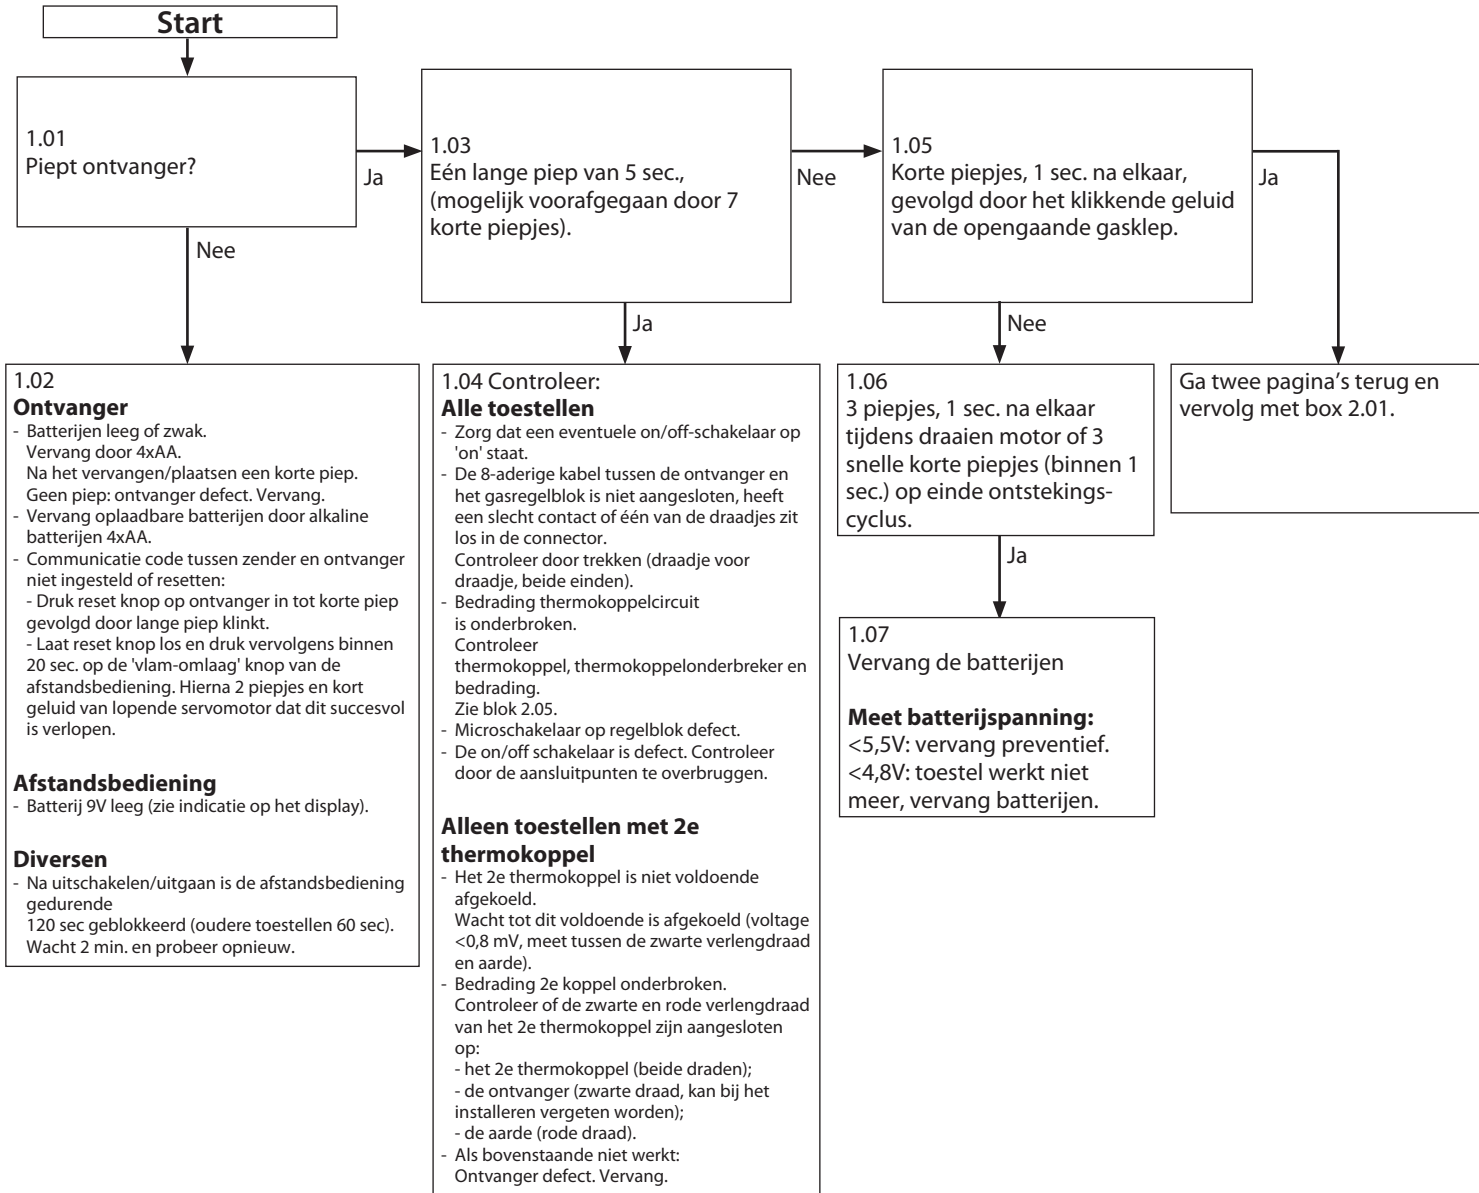 Start
1.01
Piept ontvanger?
Ja
Nee
1.03
Eén lange piep van 5 sec.,
(mogelijk voorafgegaan door 7
korte piepjes).
Nee
Ja
1.05
Korte piepjes, 1 sec. na elkaar,
gevolgd door het klikkende geluid
van de opengaande gasklep.
Ja
Nee
1.02
Ontvanger
- Batterijen leeg of zwak.
Vervang door 4xAA.
Na het vervangen/plaatsen een korte piep.
Geen piep: ontvanger defect. Vervang.
- Vervang oplaadbare batterijen door alkaline
batterijen 4xAA.
- Communicatie code tussen zender en ontvanger
niet ingesteld of resetten:
- Druk reset knop op ontvanger in tot korte piep
gevolgd door lange piep klinkt.
- Laat reset knop los en druk vervolgens binnen
20 sec. op de 'vlam-omlaag' knop van de
afstandsbediening. Hierna 2 piepjes en kort
geluid van lopende servomotor dat dit succesvol
is verlopen.
Afstandsbediening
- Batterij 9V leeg (zie indicatie op het display).
Diversen
- Na uitschakelen/uitgaan is de afstandsbediening
gedurende
120 sec geblokkeerd (oudere toestellen 60 sec).
Wacht 2 min. en probeer opnieuw.
1.04 Controleer:
Alle toestellen
- Zorg dat een eventuele on/off-schakelaar op
'on' staat.
- De 8-aderige kabel tussen de ontvanger en
het gasregelblok is niet aangesloten, heeft
een slecht contact of één van de draadjes zit
los in de connector.
Controleer door trekken (draadje voor
draadje, beide einden).
- Bedrading thermokoppelcircuit
is onderbroken.
Controleer
thermokoppel, thermokoppelonderbreker en
bedrading.
Zie blok 2.05.
- Microschakelaar op regelblok defect.
- De on/off schakelaar is defect. Controleer
door de aansluitpunten te overbruggen.
Alleen toestellen met 2e
thermokoppel
- Het 2e thermokoppel is niet voldoende
afgekoeld.
Wacht tot dit voldoende is afgekoeld (voltage
<0,8 mV, meet tussen de zwarte verlengdraad
en aarde).
- Bedrading 2e koppel onderbroken.
Controleer of de zwarte en rode verlengdraad
van het 2e thermokoppel zijn aangesloten
op:
- het 2e thermokoppel (beide draden);
- de ontvanger (zwarte draad, kan bij het
installeren vergeten worden);
- de aarde (rode draad).
- Als bovenstaande niet werkt:
Ontvanger defect. Vervang.
1.06
3 piepjes, 1 sec. na elkaar
tijdens draaien motor of 3
snelle korte piepjes (binnen 1
sec.) op einde ontstekings-
cyclus.
Ja
1.07
Vervang de batterijen
Meet batterijspanning:
<5,5V: vervang preventief.
<4,8V: toestel werkt niet
meer, vervang batterijen.
Ga twee pagina's terug en
vervolg met box 2.01.